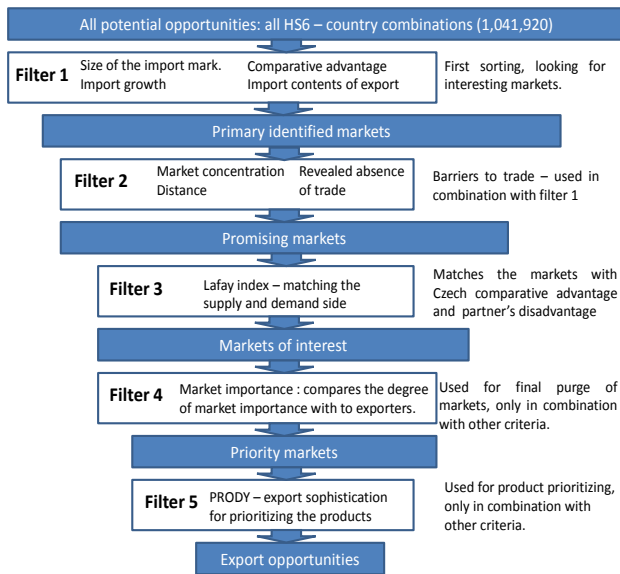 All potential opportunities: all HS6 – country combinations (1,041,920)
Filter 1
Size of the import mark.
Import growth
Comparative advantage
Import contents of export
First sorting, looking for
interesting markets.
Primary identified markets
Filter 2
Market concentration
Distance
Revealed absence
of trade
Barriers to trade – used in
combination with filter 1
Promising markets
Filter 3
Lafay index – matching the
supply and demand side
Matches the markets with
Czech comparative advantage
and partner's disadvantage
Markets of interest
Filter 4
Market importance : compares the degree
of market importance with to exporters.
Used for final purge of
markets, only in combination
with other criteria.
Priority markets
Filter 5
PRODY – export sophistication
for prioritizing the products
Used for product prioritizing,
only in combination with
other criteria.
Export opportunities